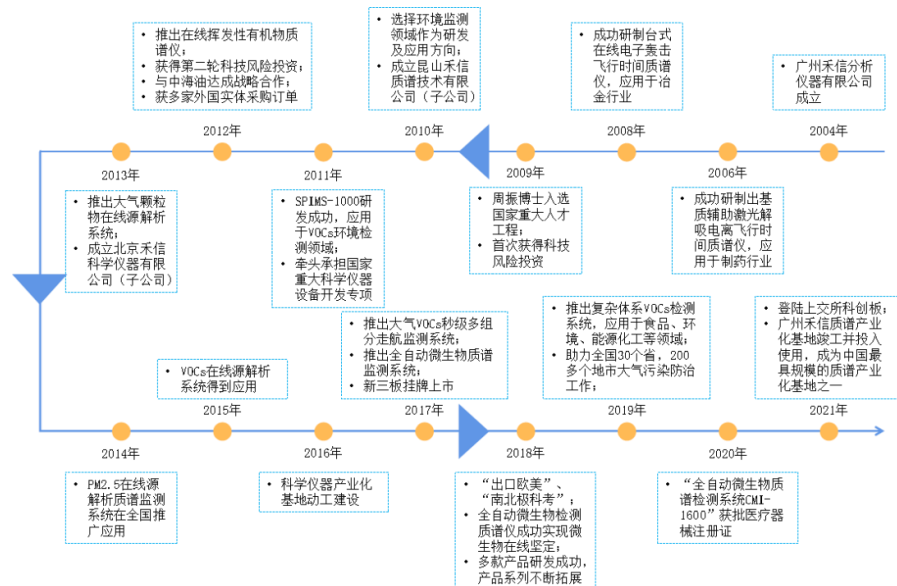 • 推出在线挥发性有机物质
谱仪；
• 获得第二轮科技风险投资；
• 与中海油达成战略合作；
• 获多家外国实体采购订单
• 选择环境监测
领域作为研发
及应用方向；
• 成立昆山禾信
质谱技术有限
公司（子公司）
• 成功研制台式
在线电子轰击
飞行时间质谱
仪，应用于冶
金行业
• 广州禾信分析
仪器有限公司
成立
2012年
2010年
2008年
2004年
2013年
2011年
2009年
2006年
• 推出大气颗粒
物在线源解析
系统；
• 成立北京禾信
科学仪器有限
公司（子公司）
• SPIMS-1000研
发成功，应用
于VOCs环境检
测领域；
• 牵头承担国家
重大科学仪器
设备开发专项
• 周振博士入选
国家重大人才
工程；
• 首次获得科技
风险投资
• 成功研制出基
质辅助激光解
吸电离飞行时
间质谱仪，应
用于制药行业
• VOCs在线源解析
系统得到应用
• 推出大气VOCs秒级多组
分走航监测系统；
• 推出全自动微生物质谱
监测系统；
• 新三板挂牌上市
• 推出复杂体系VOCs检测
系统，应用于食品、环
境、能源化工等领域；
• 助力全国30个省，200
多个地市大气污染防治
工作；
• 登陆上交所科创板；
• 广州禾信质谱产业
化基地竣工并投入
使用，成为中国最
具规模的质谱产业
化基地之一
2015年
2017年
2019年
2021年
2014年
2016年
2018年
2020年
• PM2.5在线源
解析质谱监测
系统在全国推
广应用
• 科学仪器产业化
基地动工建设
• “出口欧美”、
“南北极科考”；
• 全自动微生物检测
质谱仪成功实现微
生物在线坚定；
• 多款产品研发成功，
产品系列不断拓展
• “全自动微生物质
谱检测系统CMI-
1600”获批医疗器
械注册证